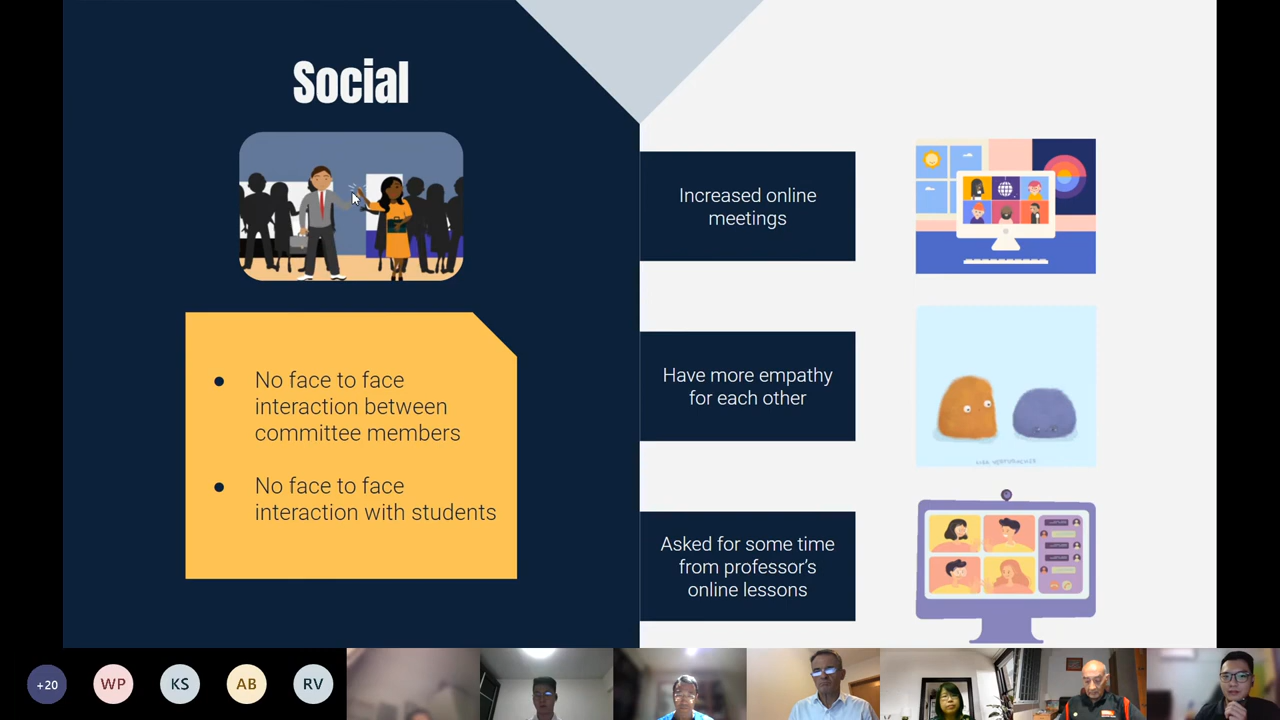 Social
No face to face
interaction between
committee members
No face to face
interaction with students
Increased online
meetings
Have more empathy
for each other
Asked for some time
from professor's
online lessons
+20
WP
KS
AB
RV